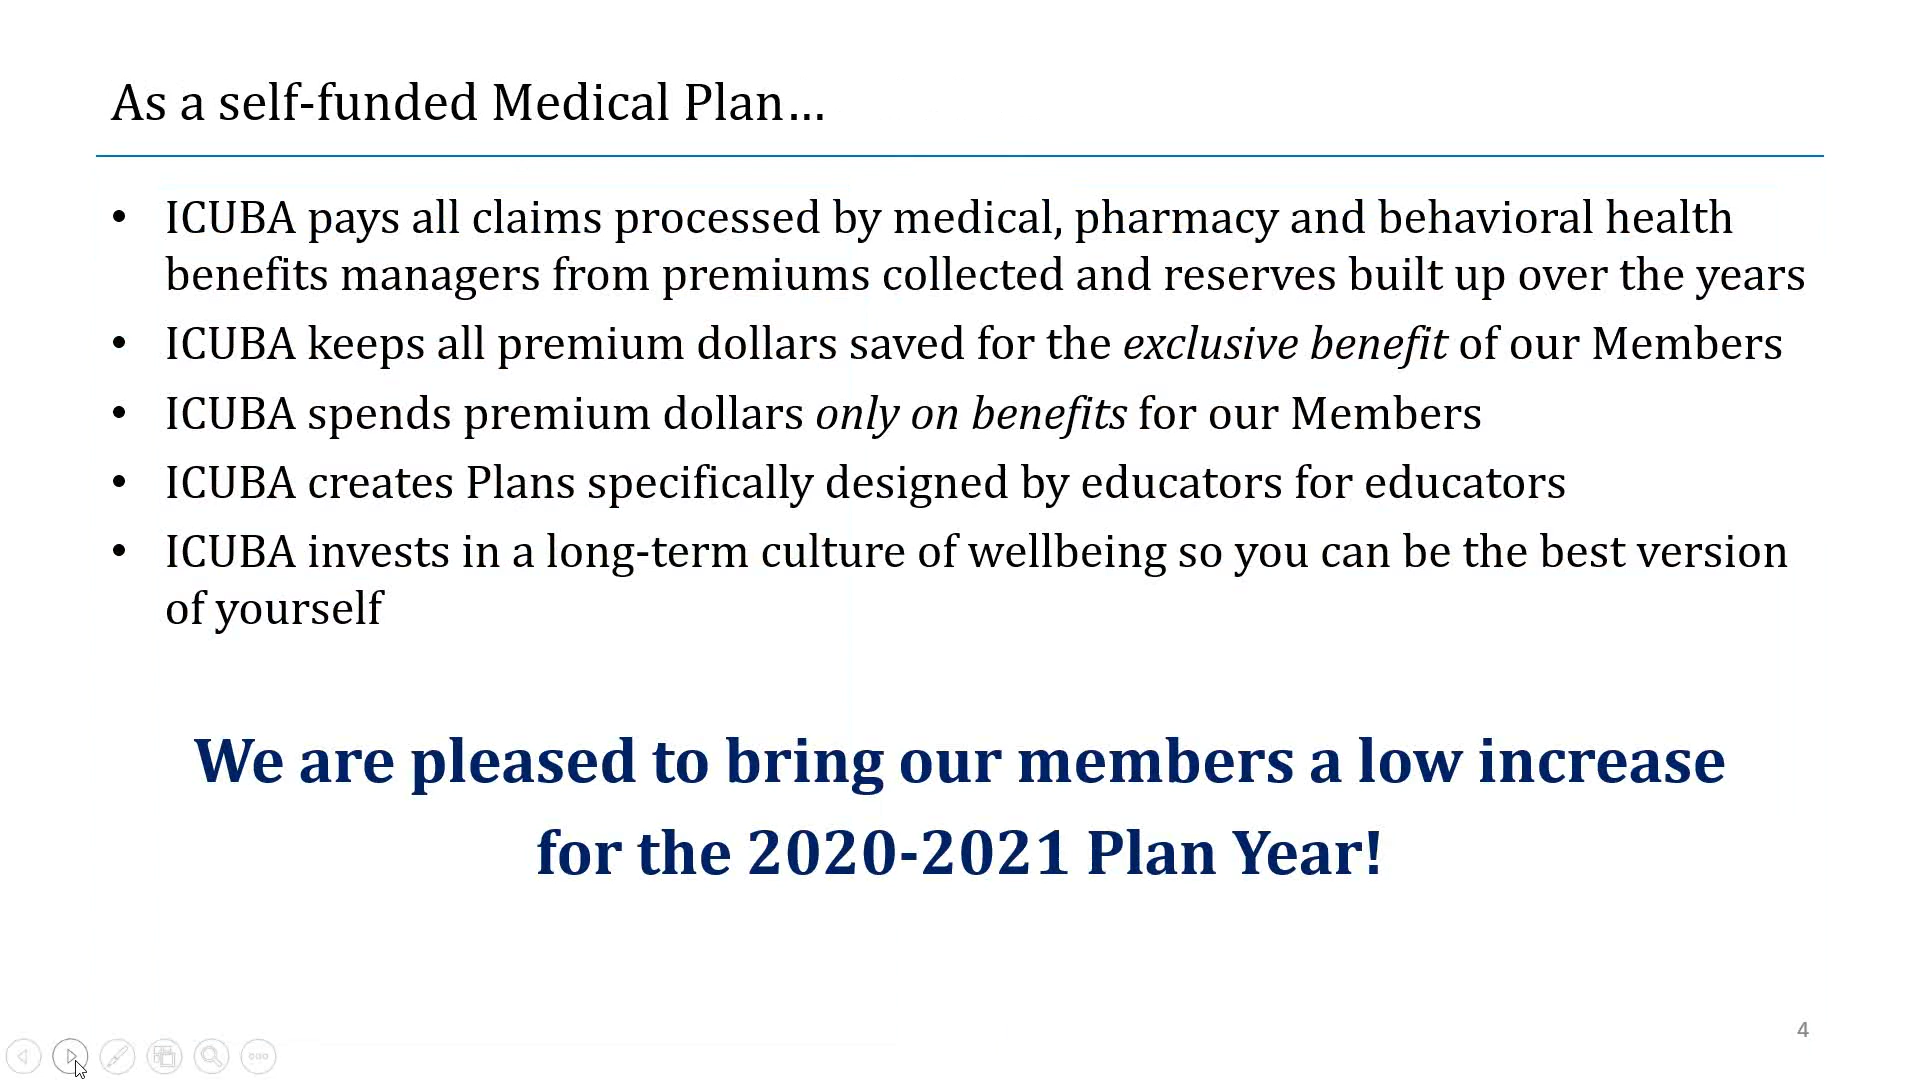 As a self-funded Medical Plan…
• ICUBA pays all claims processed by medical, pharmacy and behavioral health
benefits managers from premiums collected and reserves built up over the years
• ICUBA keeps all premium dollars saved for the exclusive benefit of our Members
• ICUBA spends premium dollars only on benefits for our Members
• ICUBA creates Plans specifically designed by educators for educators
• ICUBA invests in a long-term culture of wellbeing so you can be the best version
of yourself
We are pleased to bring our members a low increase
for the 2020-2021 Plan Year!
4